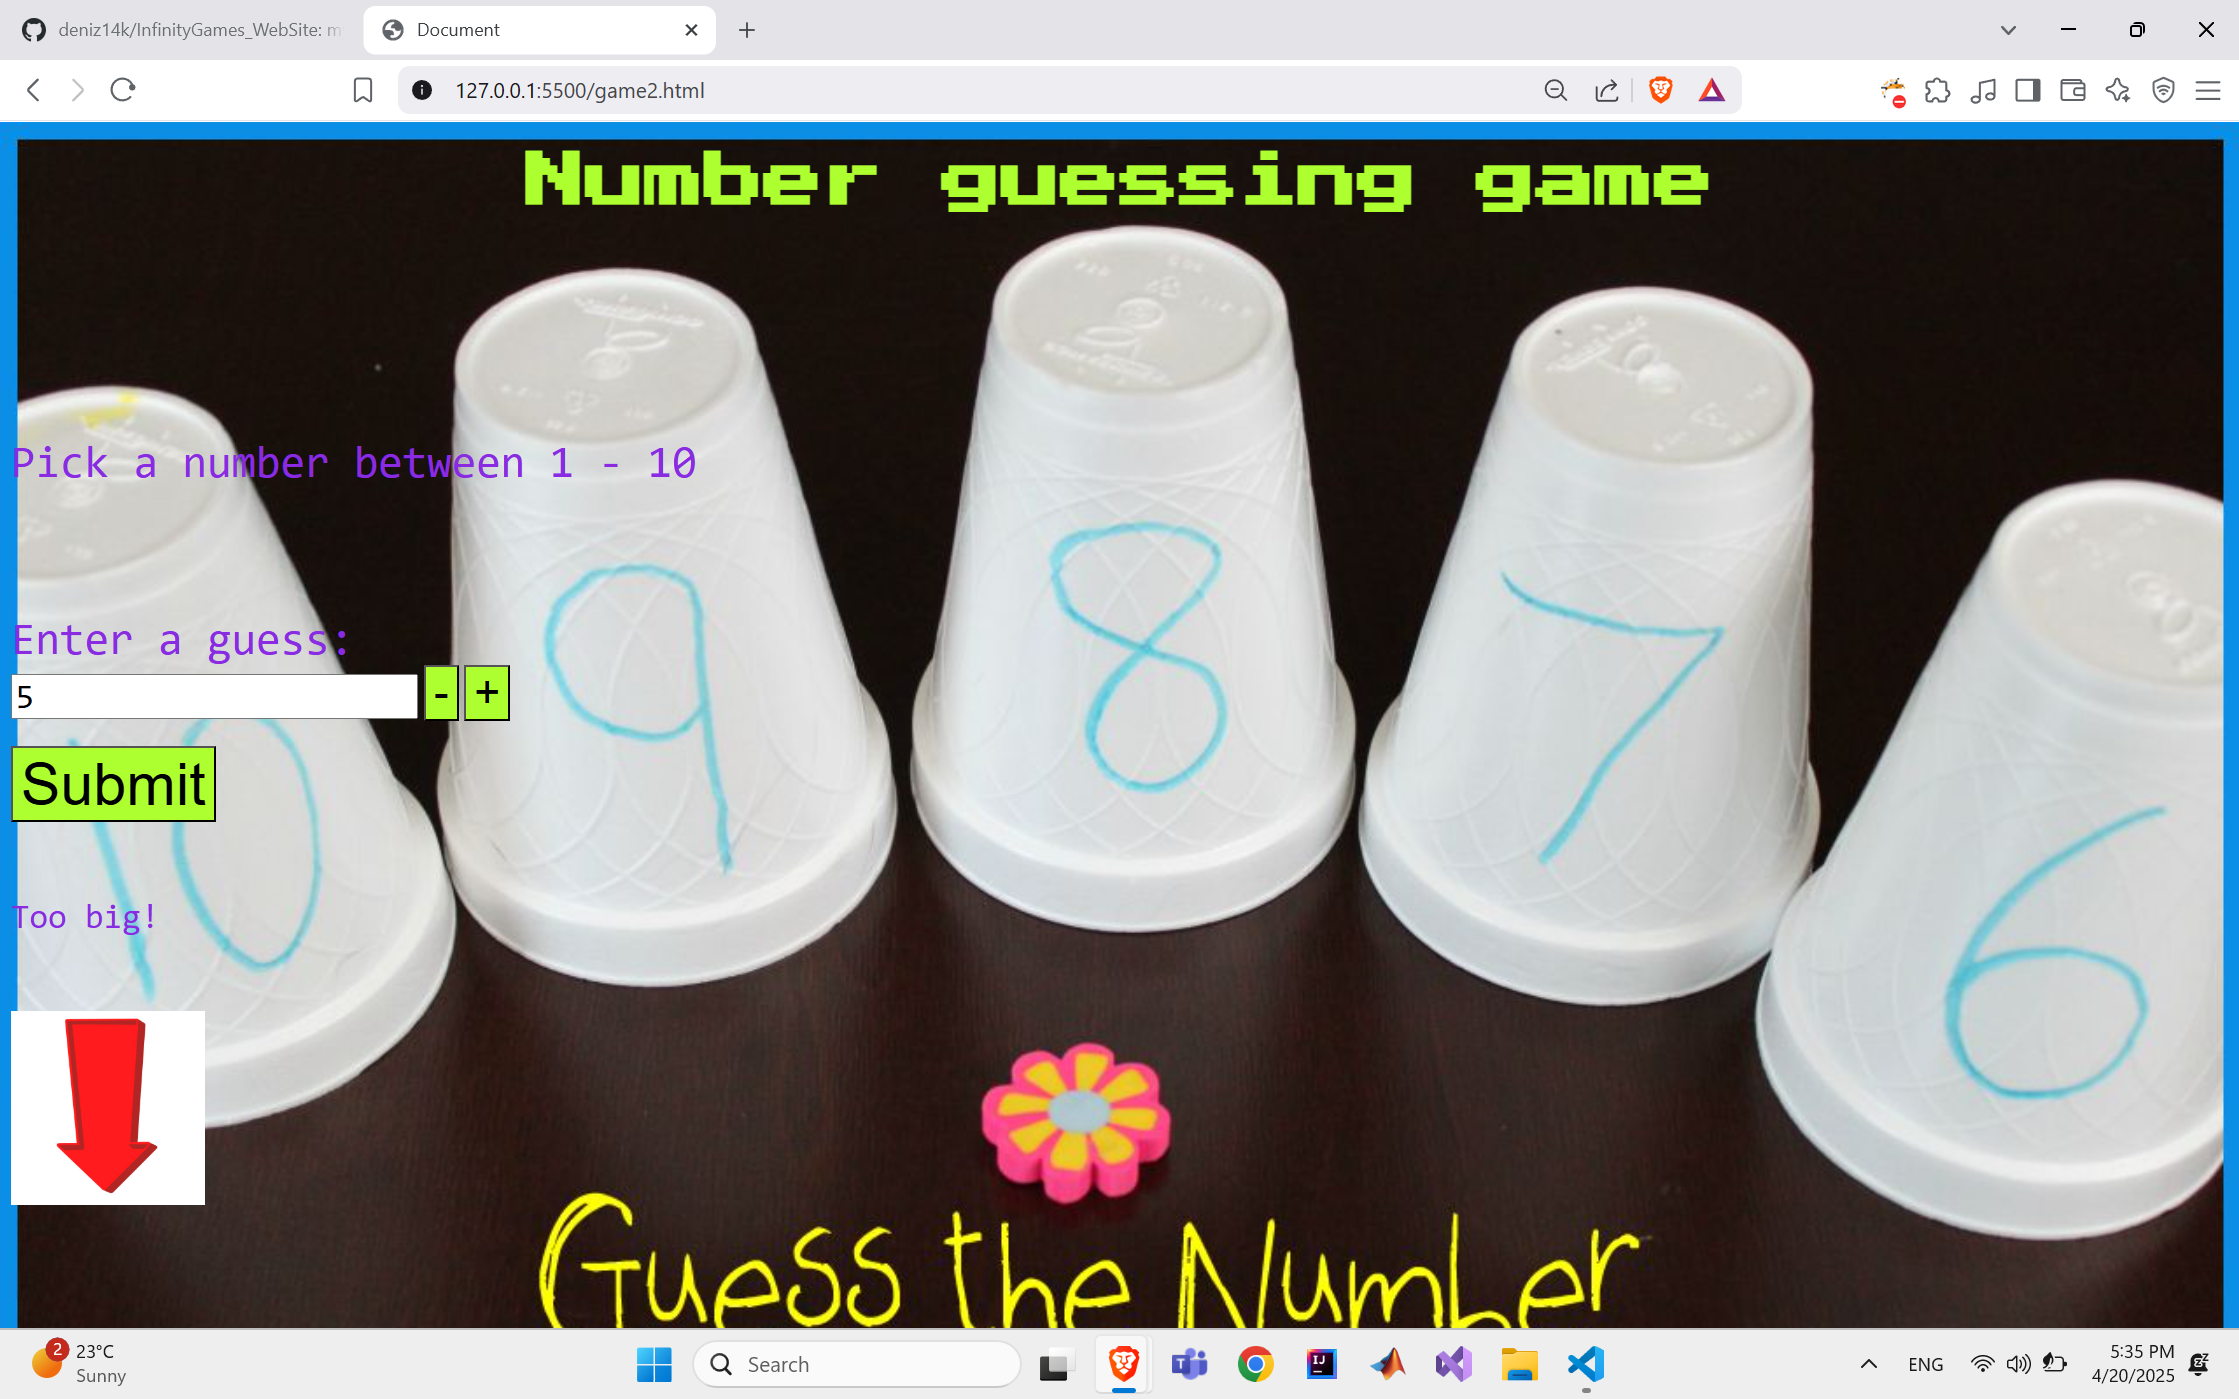 deniz14k/InfinityGames_WebSite: m
Document
127.0.0.1:5500/game2.html
Number guessing game
Pick a number between 1 - 10
9
8
7
Enter a guess:
5
- +
Submit
10
6
Too big!
Guess the Number
2
23°C
Sunny
Search
ENG
5:35 PM
4/20/2025